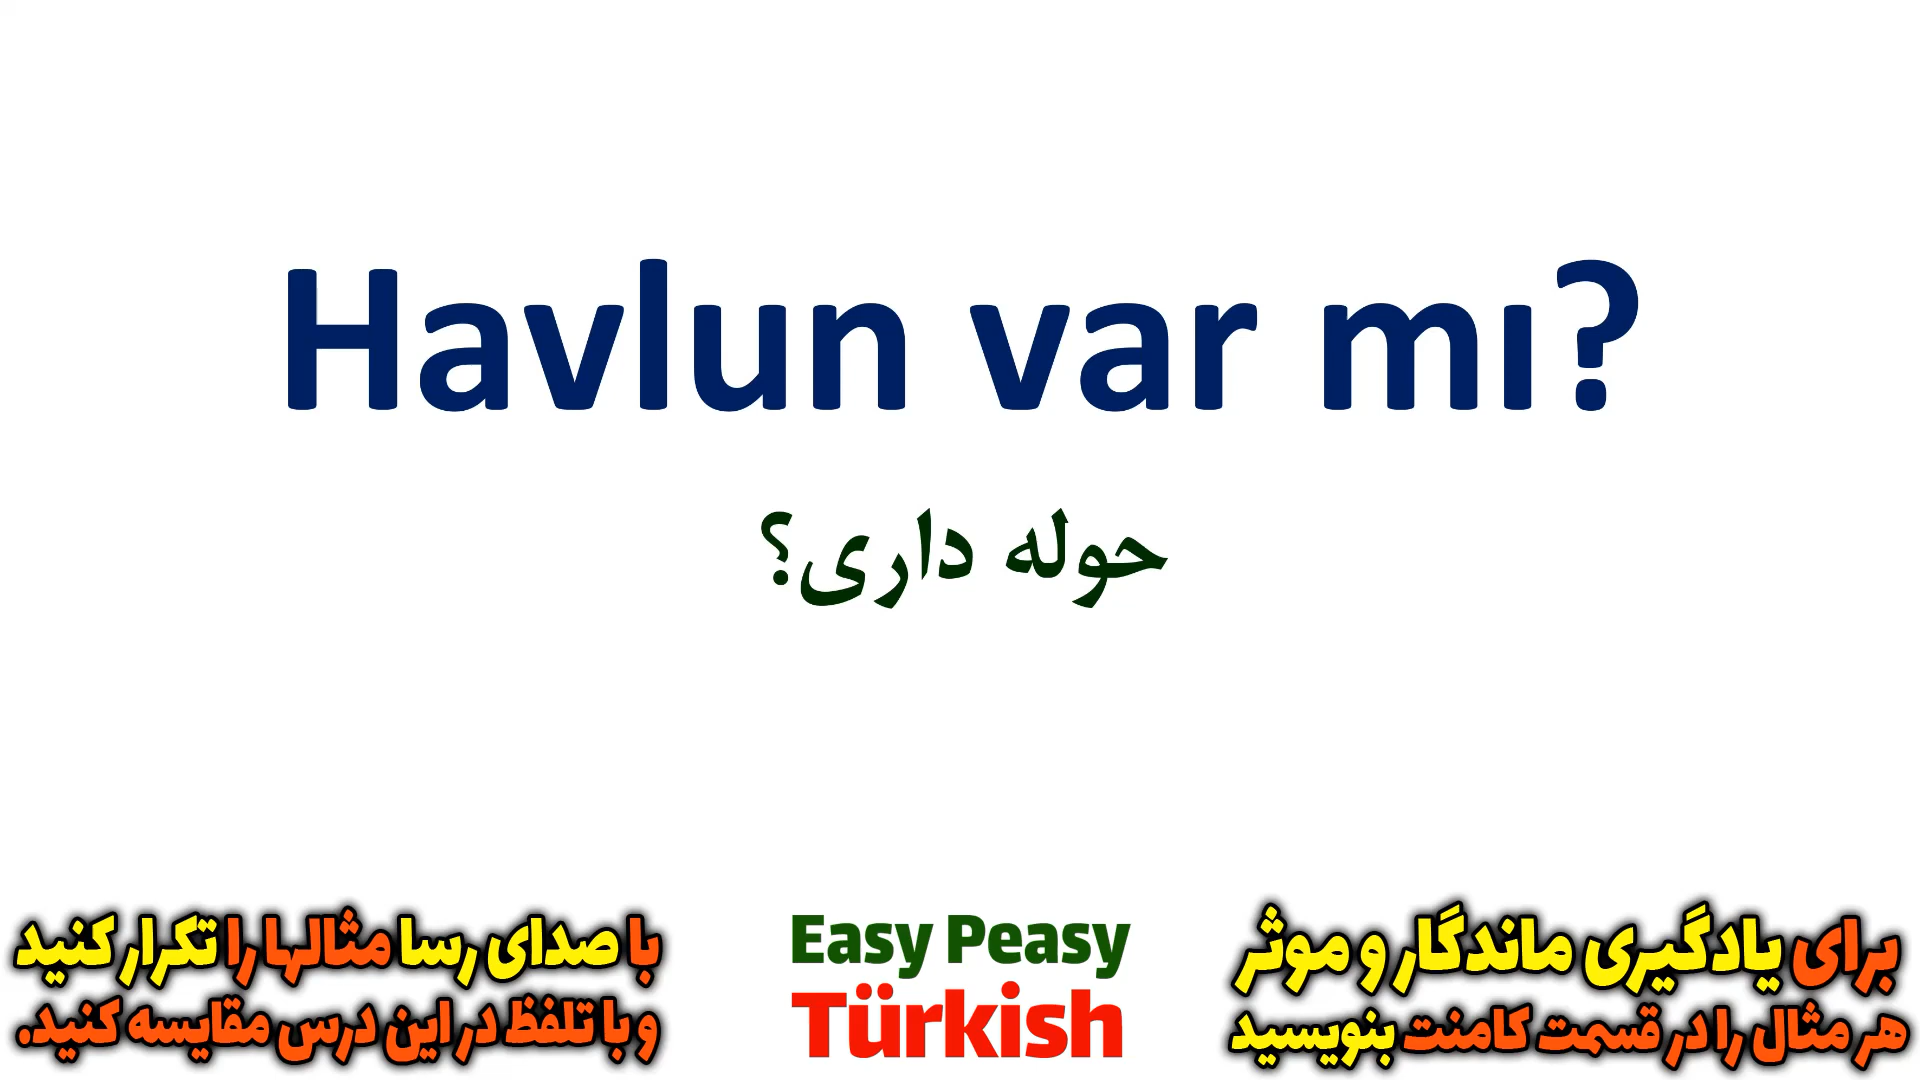 Havlun var mı?
حوله داری؟
برای یادگیری ماندگار و موثر
هر مثال را در قسمت کامنت بنویسید
Easy Peasy
Türkish
با صدای رسا مثالها را تکرار کنید
و با تلفظ در این درس مقایسه کنید.